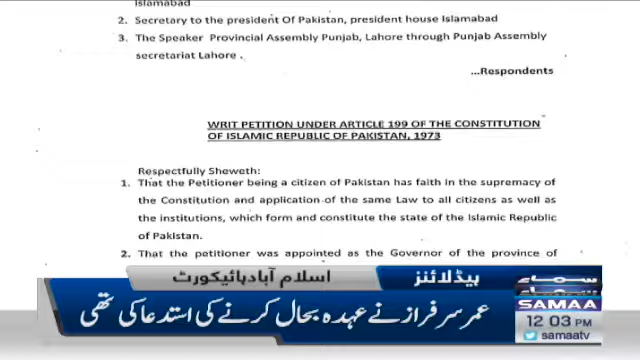 Islamabad
2. Secretary to the president Of Pakistan, president house Islamabad
3. The Speaker Provincial Assembly Punjab, Lahore through Punjab Assembly
secretariat Lahore .
...Respondents
WRIT PETITION UNDER ARTICLE 199 OF THE CONSTITUTION
OF ISLAMIC REPUBLIC OF PAKISTAN, 1973
Respectfully Sheweth:
1. That the Petitioner being a citizen of Pakistan has faith in the supremacy of
the Constitution and application of the same Law to all citizens as well as
the institutions, which form and constitute the state of the Islamic Republic
of Pakistan.
2. That the petitioner was appointed as the Governor of the province of
ہیڈلائنز
اسلام آباد ہائیکورٹ
عمر سرفراز نے عہدہ بحال کرنے کی استدعا کی تھی
سماء
SAMAA
12:03 PM
samaatv